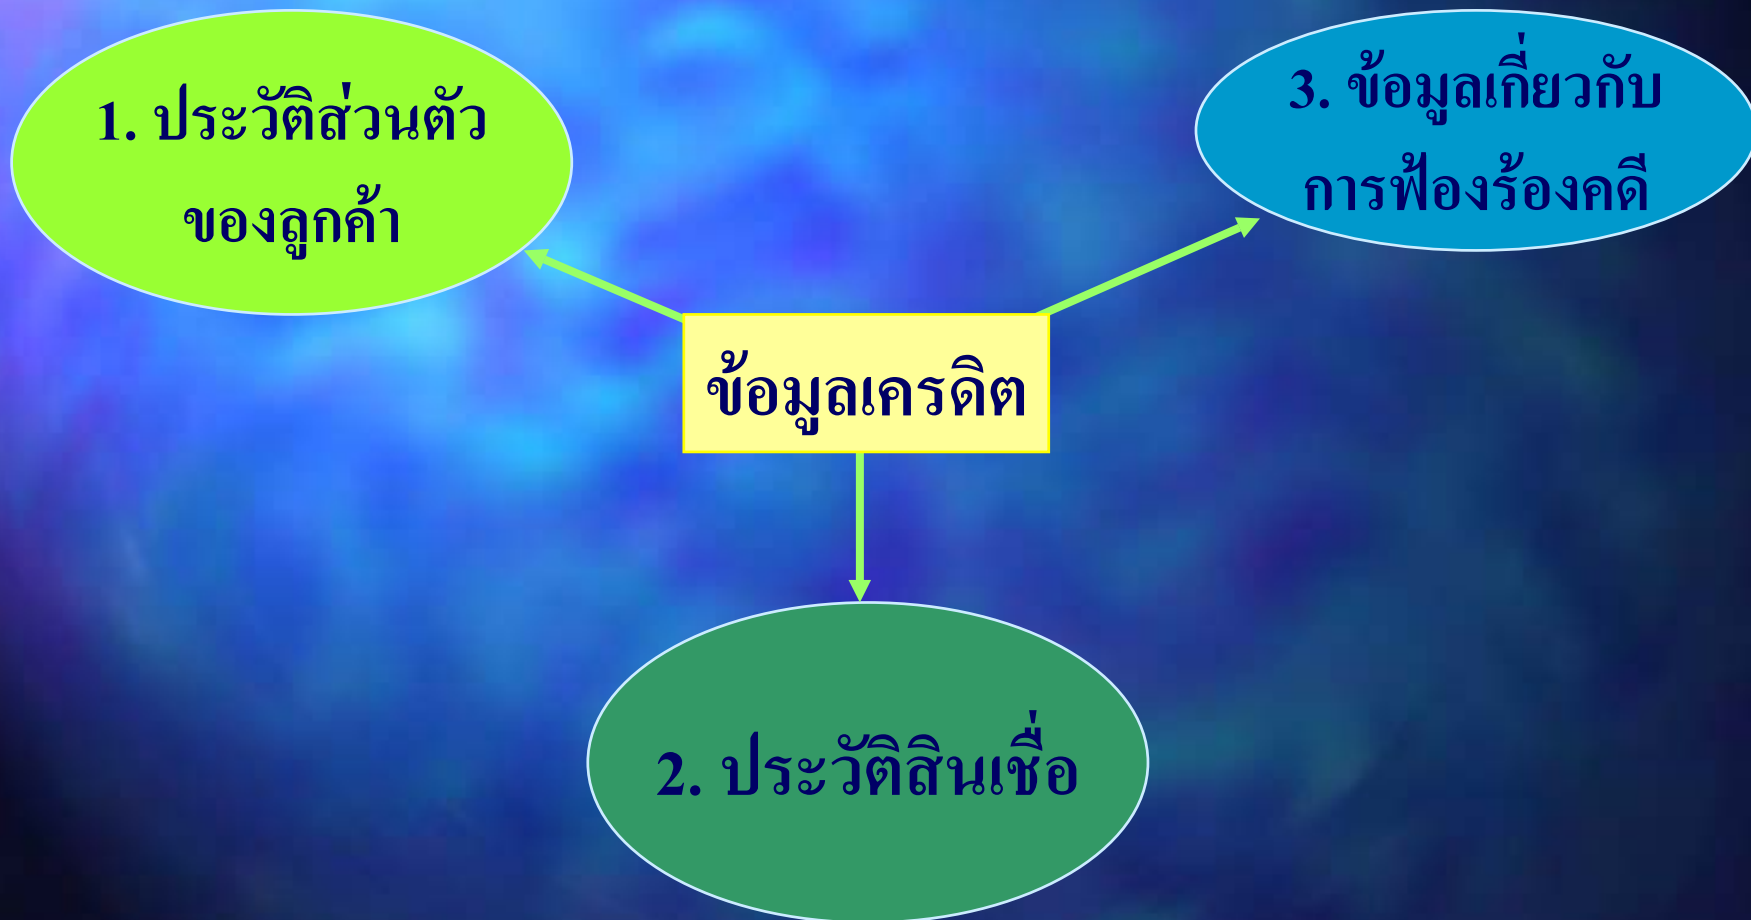 1. ประวัติส่วนตัว
ของลูกค้า
3. ข้อมูลเกี่ยวกับ
การฟ้องร้องคดี
ข้อมูลเครดิต
2. ประวัติสินเชื่อ